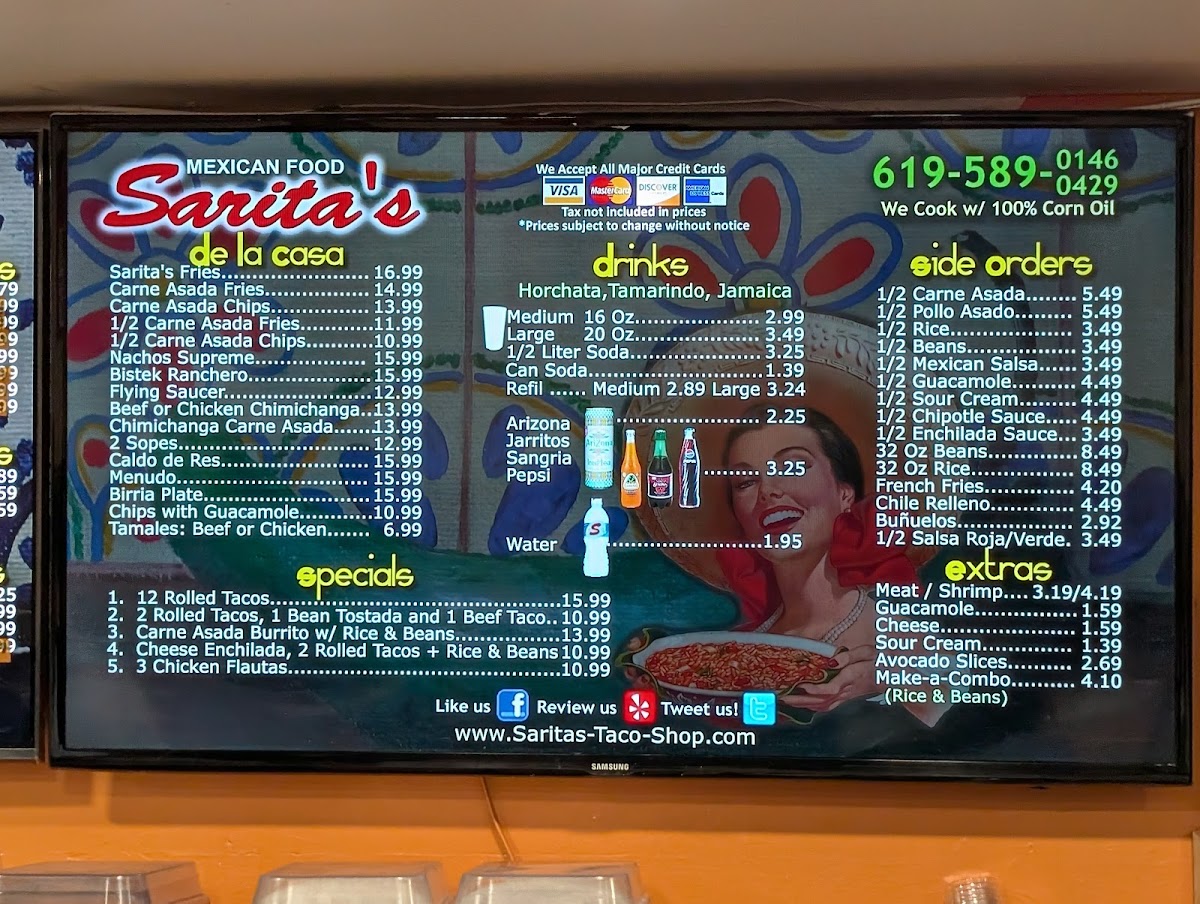 MEXICAN FOOD
Sarita's
We Accept All Major Credit Cards
VISA MasterCard DISCOVER
Tax not included in prices
*Prices subject to change without notice
619-589-0146
0429
We Cook w/ 100% Corn Oil
de la casa
Sarita's Fries........................ 16.99
Carne Asada Fries................ 14.99
Carne Asada Chips............... 13.99
1/2 Carne Asada Fries...........11.99
1/2 Carne Asada Chips.......... 10.99
Nachos Supreme.................. 15.99
Bistek Ranchero................... 15.99
Flying Saucer....................... 12.99
Beef or Chicken Chimichanga..13.99
Chimichanga Carne Asada......13.99
2 Sopes............................... 12.99
Caldo de Res....................... 15.99
Menudo............................... 15.99
Birria Plate........................... 15.99
Chips with Guacamole...........10.99
Tamales: Beef or Chicken....... 6.99
drinks
Horchata,Tamarindo, Jamaica
Medium 16 Oz.................... 2.99
Large 20 Oz.................... 3.49
1/2 Liter Soda..................... 3.25
Can Soda............................ 1.39
Refil ...... Medium 2.89 Large 3.24
Arizona ........................ 2.25
Jarritos
Sangria
Pepsi ......... 3.25
Water ........................1.95
side orders
1/2 Carne Asada........ 5.49
1/2 Pollo Asado.......... 5.49
1/2 Rice..................... 3.49
1/2 Beans.................. 3.49
1/2 Mexican Salsa...... 3.49
1/2 Guacamole........... 4.49
1/2 Sour Cream.......... 4.49
1/2 Chipotle Sauce...... 4.49
1/2 Enchilada Sauce... 3.49
32 Oz Beans............... 8.49
32 Oz Rice.................. 8.49
French Fries................ 4.20
Chile Relleno............... 4.49
Buñuelos.................... 2.92
1/2 Salsa Roja/Verde. 3.49
specials
1. 12 Rolled Tacos...............................................15.99
2. 2 Rolled Tacos, 1 Bean Tostada and 1 Beef Taco.. 10.99
3. Carne Asada Burrito w/ Rice & Beans.................13.99
4. Cheese Enchilada, 2 Rolled Tacos + Rice & Beans 10.99
5. 3 Chicken Flautas............................................10.99
extras
Meat / Shrimp.... 3.19/4.19
Guacamole................. 1.59
Cheese....................... 1.59
Sour Cream................ 1.39
Avocado Slices............ 2.69
Make-a-Combo........... 4.10
(Rice & Beans)
Like us f Review us Tweet us! t
www.Saritas-Taco-Shop.com
SAMSUNG